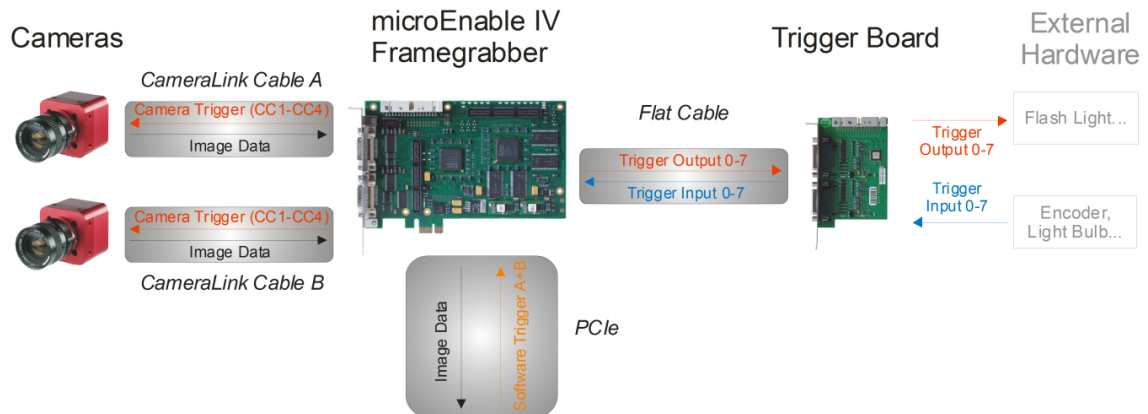 Cameras
microEnable IV
Framegrabber
Trigger Board
External
Hardware
CameraLink Cable A
Camera Trigger (CC1-CC4)
Image Data
Flat Cable
Trigger Output 0-7
Trigger Input 0-7
Trigger
Output 0-7
Flash Light...
Trigger
Input 0-7
Encoder,
Light Bulb...
Camera Trigger (CC1-CC4)
Image Data
CameraLink Cable B
Image Data
Software Trigger A+B
PCIe